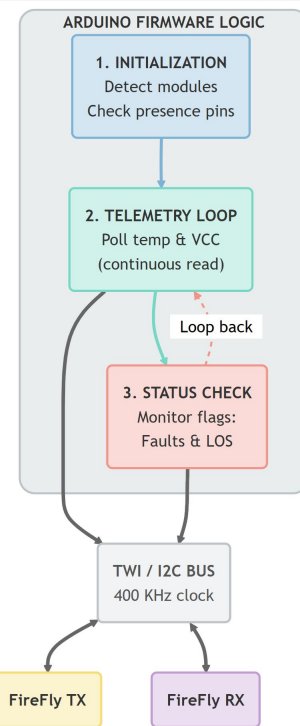 ARDUINO FIRMWARE LOGIC
1. INITIALIZATION
Detect modules
Check presence pins
2. TELEMETRY LOOP
Poll temp & VCC
(continuous read)
Loop back
3. STATUS CHECK
Monitor flags:
Faults & LOS
TWI / I2C BUS
400 KHz clock
FireFly TX
FireFly RX